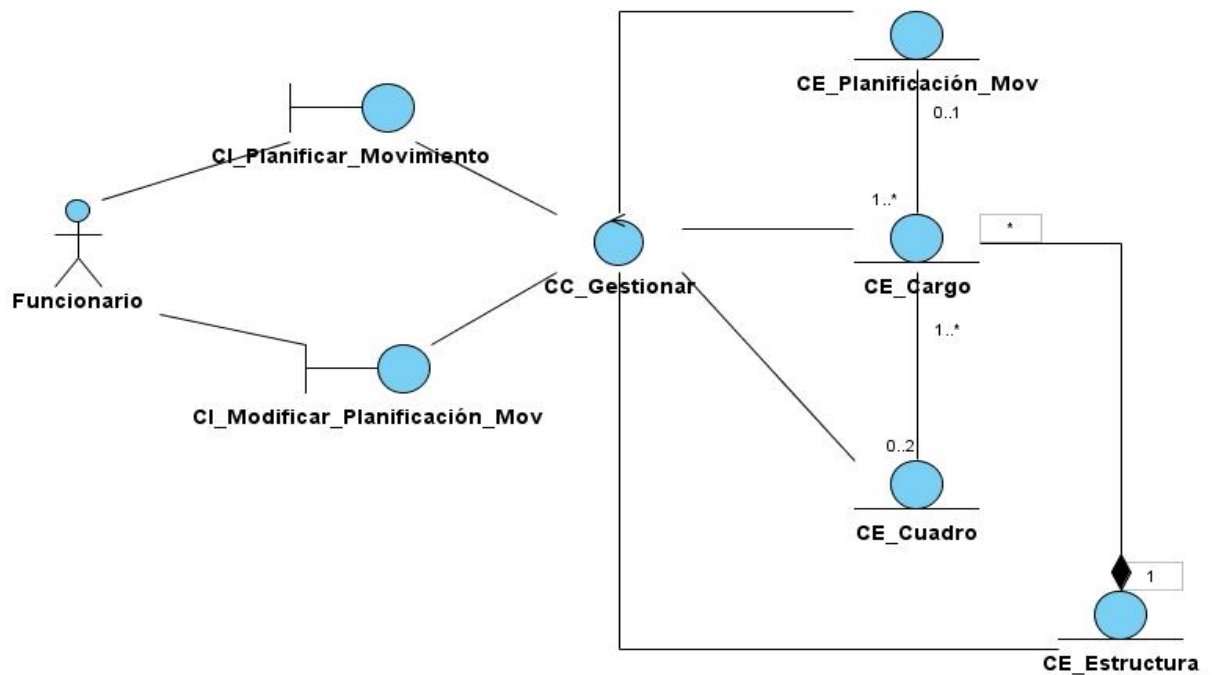 CE_Planificación_Mov
0..1
CI_Planificar_Movimiento
1..*
*
Funcionario
CC_Gestionar
CE_Cargo
1..*
CI_Modificar_Planificación_Mov
0..2
CE_Cuadro
1
CE_Estructura